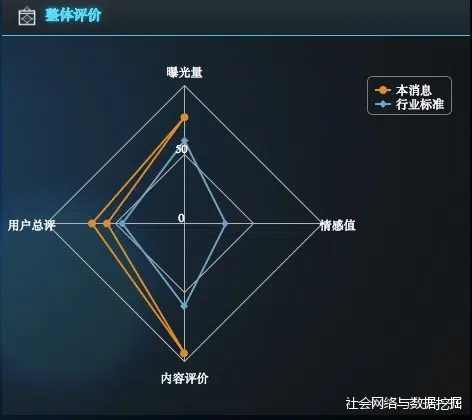 整体评价
曝光量
本消息
行业标准
50
用户总评
0
情感值
内容评价
社会网络与数据挖掘